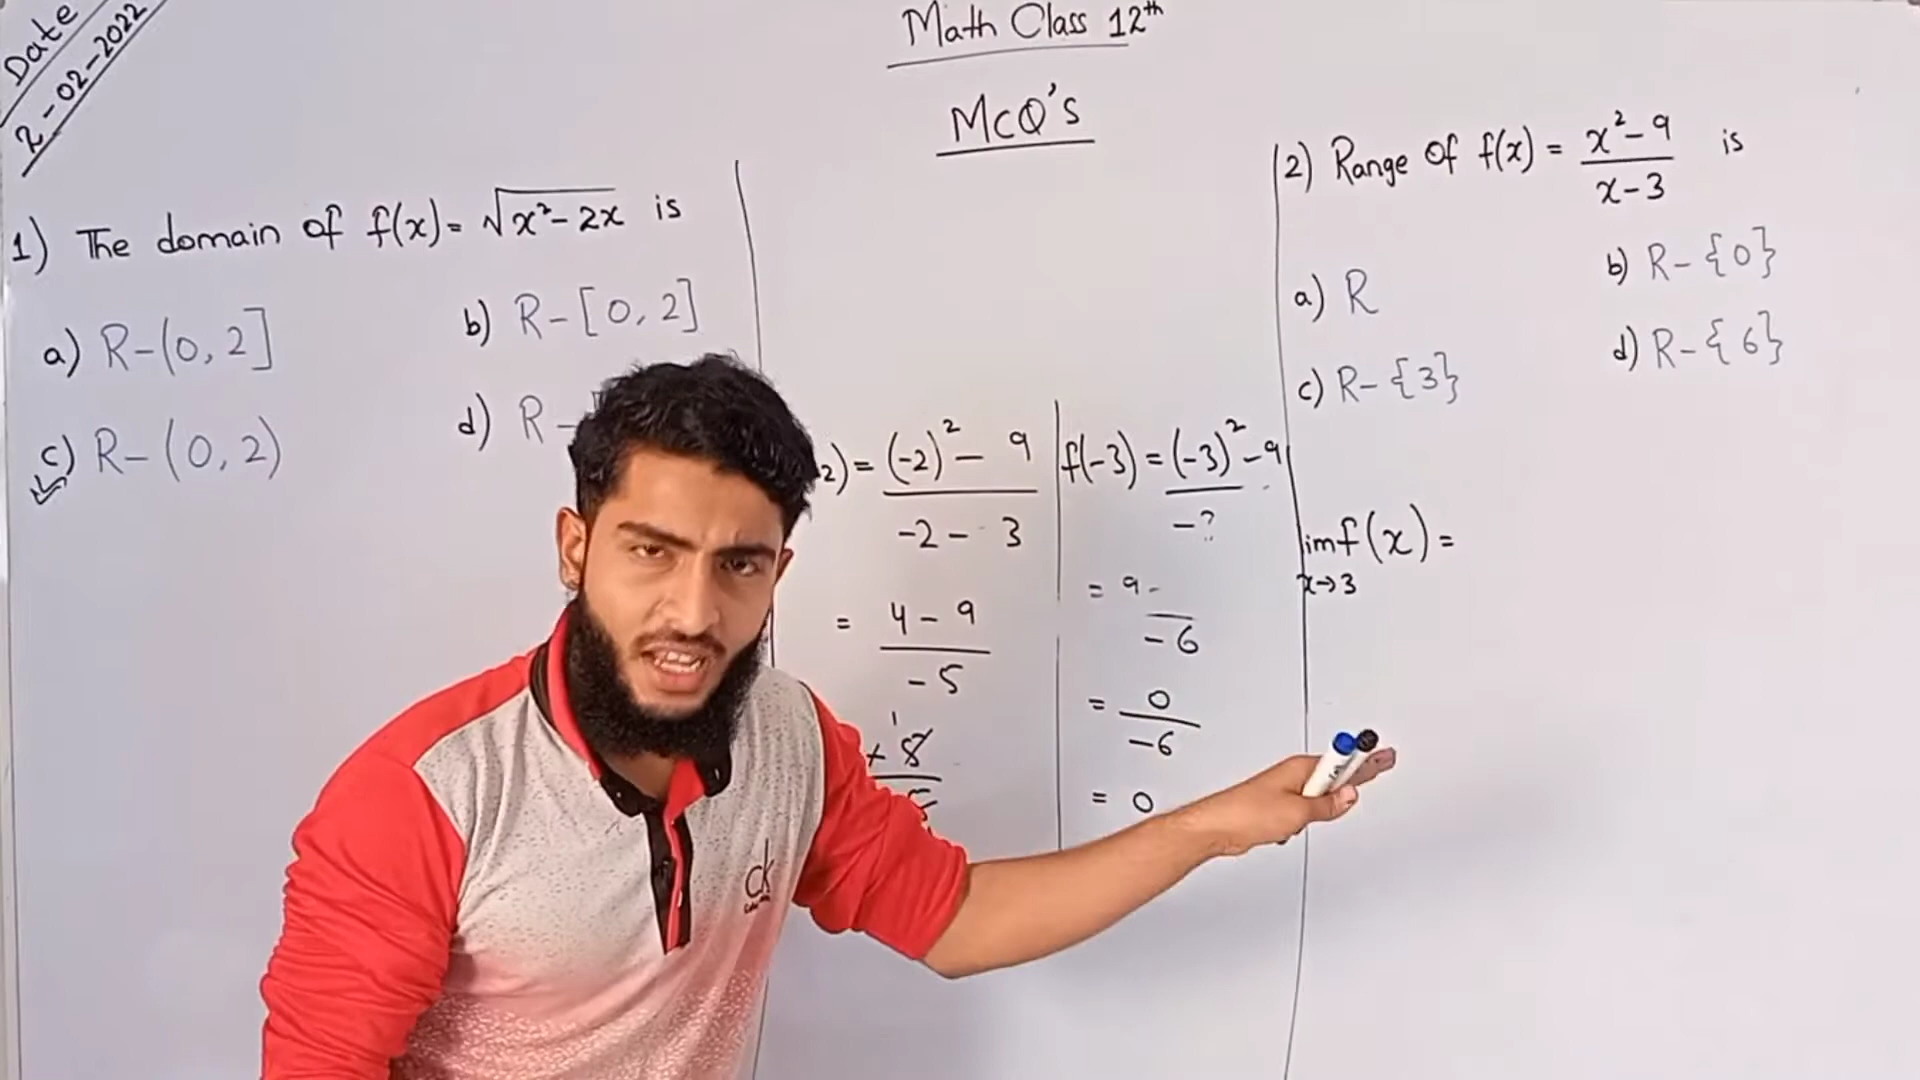 Date
2-02-2022
Math Class 12th
MCQ's
1) The domain of f(x)= √x²-2x is
a) R-(0, 2]
b) R-[0, 2]
c) R-(0, 2)
d) R-
2) = (-2)² - 9
-2 - 3
= 4 - 9
-5
f(-3) = (-3)² - 9
= 9 -
-6
= 0
-6
= 0
2) Range Of f(x) = x² - 9 is
x-3
a) R
b) R-{0}
c) R-{3}
d) R-{6}
limf(x) =
x→3
ck